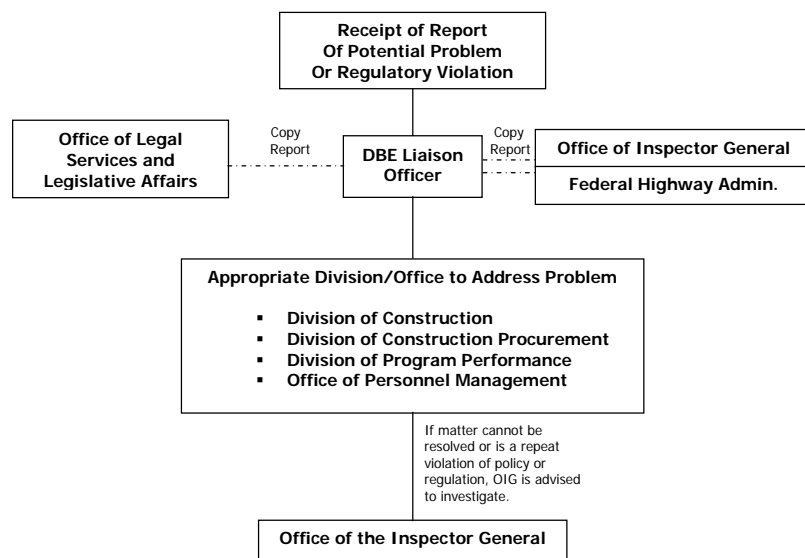 Receipt of Report
Of Potential Problem
Or Regulatory Violation
Office of Legal
Services and
Legislative Affairs
Copy
Report
DBE Liaison
Officer
Copy
Report
Office of Inspector General
Federal Highway Admin.
Appropriate Division/Office to Address Problem
▪ Division of Construction
▪ Division of Construction Procurement
▪ Division of Program Performance
▪ Office of Personnel Management
If matter cannot be
resolved or is a repeat
violation of policy or
regulation, OIG is advised
to investigate.
Office of the Inspector General